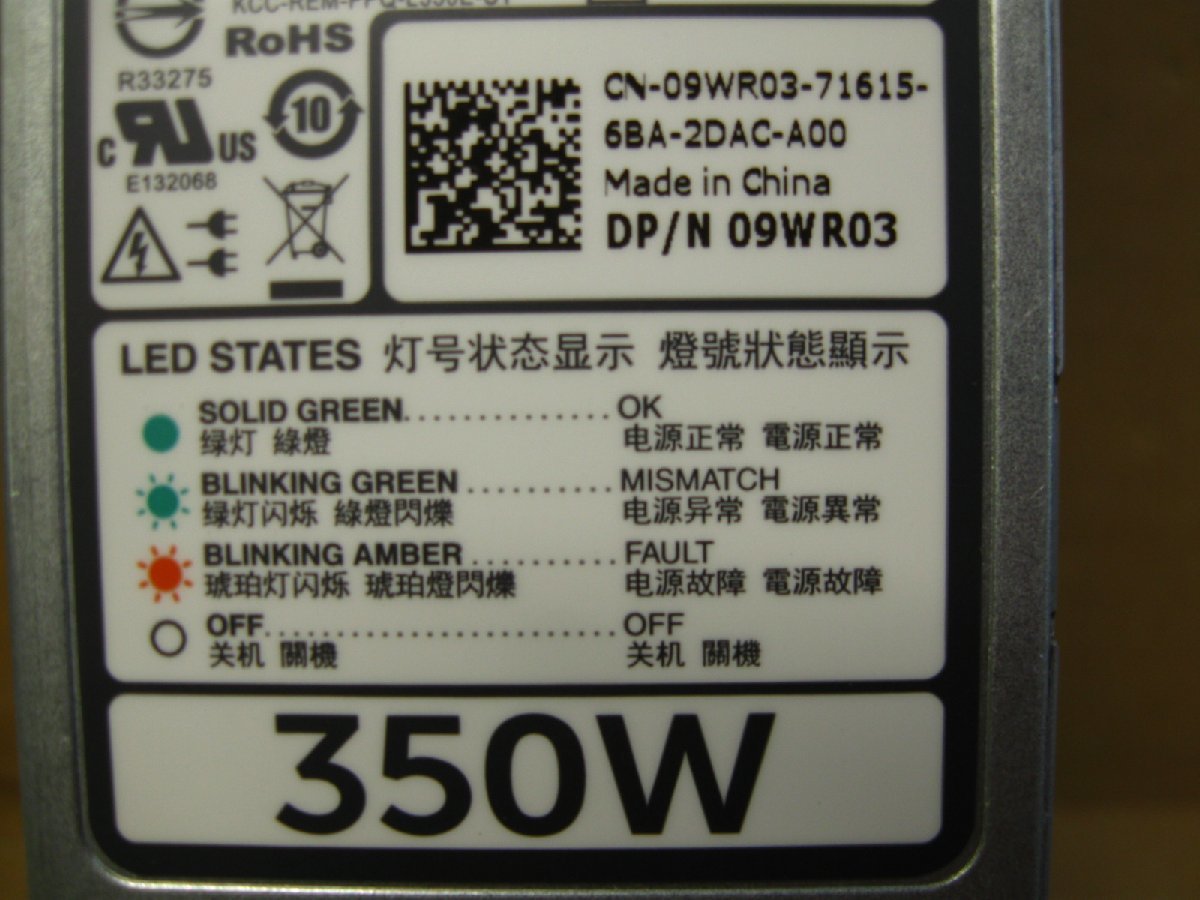 RoHS
R33275
10
C US
E132068
CN-09WR03-71615-
6BA-2DAC-A00
Made in China
DP/N 09WR03
LED STATES 灯号状态显示 燈號狀態顯示
SOLID GREEN.................OK
绿灯 綠燈 电源正常 電源正常
BLINKING GREEN..........MISMATCH
绿灯闪烁 綠燈閃爍 电源异常 電源異常
BLINKING AMBER..........FAULT
琥珀灯闪烁 琥珀燈閃爍 电源故障 電源故障
OFF............................OFF
关机 關機 关机 關機
350W